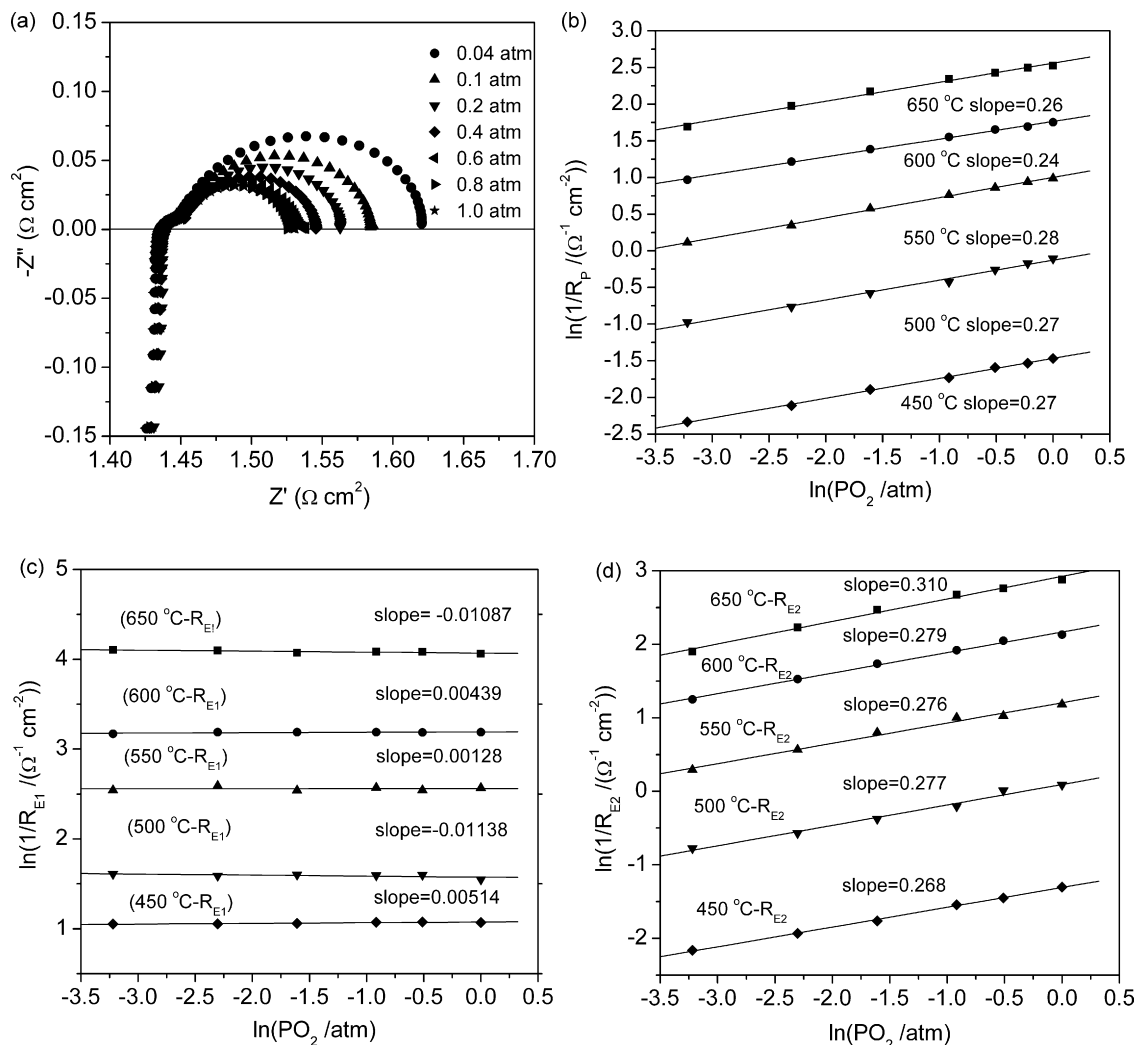 (a)
0.15
0.10
0.05
0.00
-0.05
-0.10
-0.15
-Z" (Ω cm²)
0.04 atm
0.1 atm
0.2 atm
0.4 atm
0.6 atm
0.8 atm
1.0 atm
1.40 1.45 1.50 1.55 1.60 1.65 1.70
Z' (Ω cm²)
(b)
3.0
2.5
2.0
1.5
1.0
0.5
0.0
-0.5
-1.0
-1.5
-2.0
-2.5
ln(1/R_P /(Ω⁻¹ cm⁻²)
650 °C slope=0.26
600 °C slope=0.24
550 °C slope=0.28
500 °C slope=0.27
450 °C slope=0.27
-3.5 -3.0 -2.5 -2.0 -1.5 -1.0 -0.5 0.0 0.5
ln(PO₂ /atm)
(c)
5
4
3
2
1
ln(1/R_E1 /(Ω⁻¹ cm⁻²))
(650 °C-R_E!) slope= -0.01087
(600 °C-R_E1) slope=0.00439
(550 °C-R_E1) slope=0.00128
(500 °C-R_E1) slope=-0.01138
(450 °C-R_E1) slope=0.00514
-3.5 -3.0 -2.5 -2.0 -1.5 -1.0 -0.5 0.0 0.5
ln(PO₂ /atm)
(d)
3
2
1
0
-1
-2
ln(1/R_E2 /(Ω⁻¹ cm⁻²))
650 °C-R_E2 slope=0.310
600 °C-R_E2 slope=0.279
550 °C-R_E2 slope=0.276
500 °C-R_E2 slope=0.277
450 °C-R_E2 slope=0.268
-3.5 -3.0 -2.5 -2.0 -1.5 -1.0 -0.5 0.0 0.5
ln(PO₂ /atm)